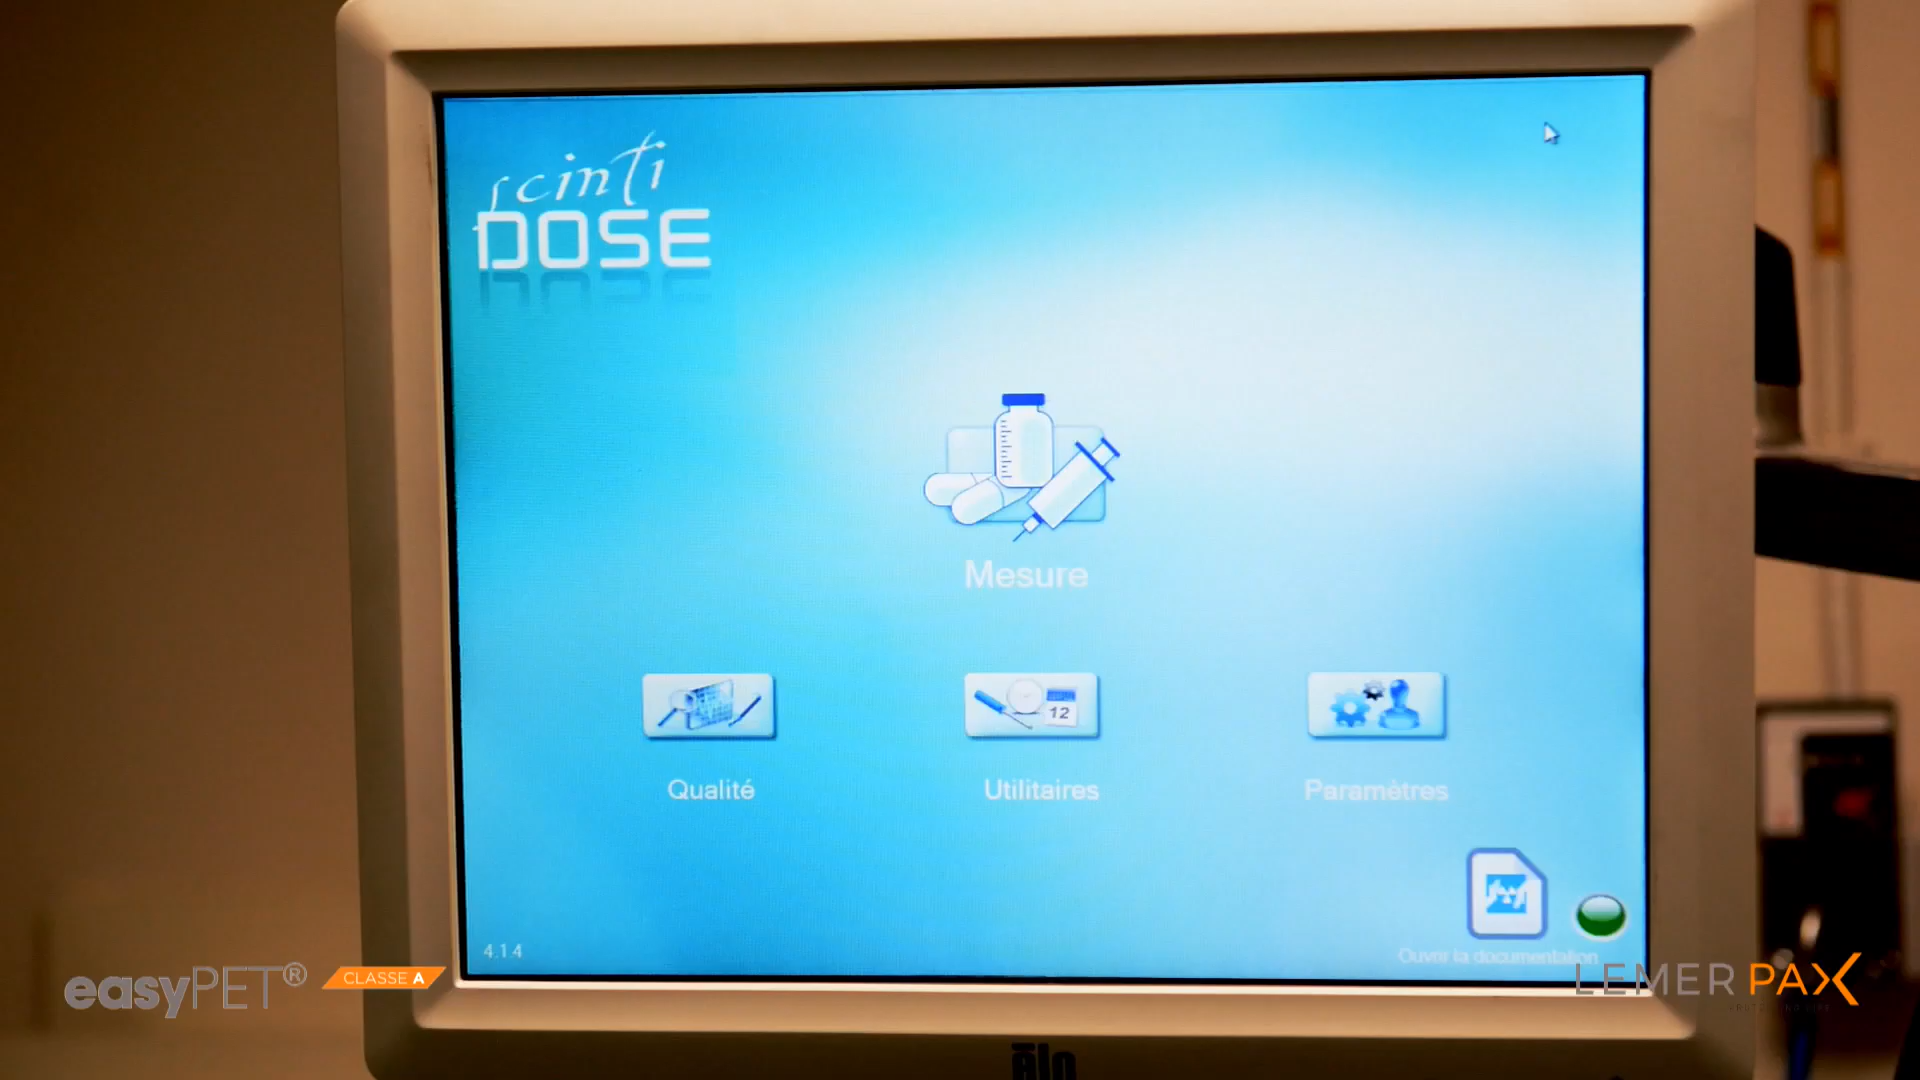 scinti
DOSE
Mesure
12
Qualité
Utilitaires
Paramètres
4.1.4
Ouvrir la documentation
easyPET®
CLASSE A
LEMER PAX
elo